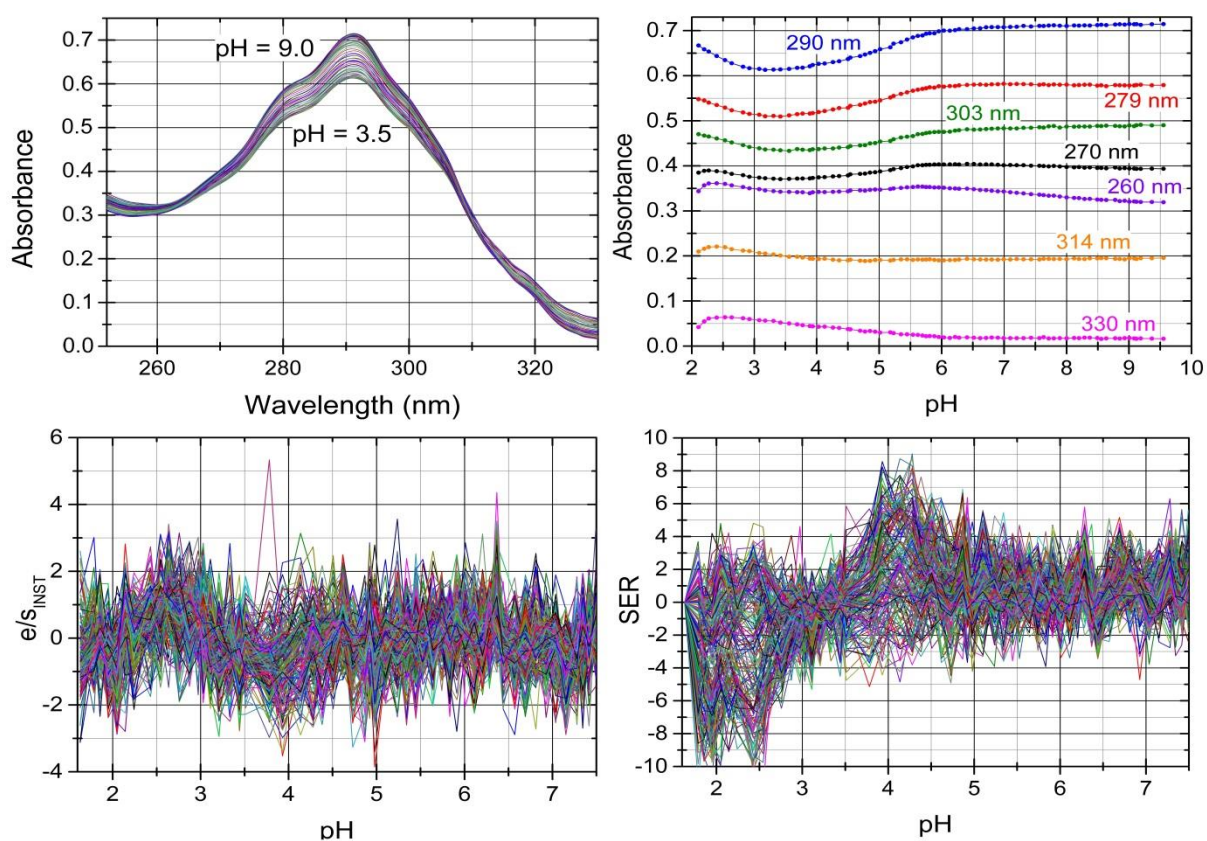 pH = 9.0
pH = 3.5
0.7
0.6
0.5
0.4
0.3
0.2
0.1
0.0
Absorbance
260 280 300 320
Wavelength (nm)
290 nm
279 nm
303 nm
270 nm
260 nm
314 nm
330 nm
0.7
0.6
0.5
0.4
0.3
0.2
0.1
0.0
Absorbance
2 3 4 5 6 7 8 9 10
pH
6
4
2
0
-2
-4
e/sINST
2 3 4 5 6 7
pH
10
8
6
4
2
0
-2
-4
-6
-8
-10
SER
2 3 4 5 6 7
pH